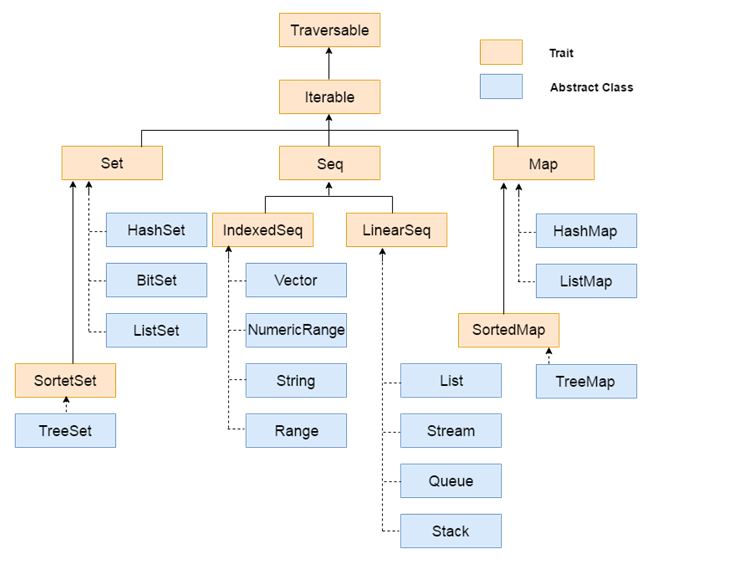 Traversable
Trait
Abstract Class
Iterable
Set
Seq
Map
HashSet
IndexedSeq
LinearSeq
HashMap
BitSet
Vector
ListMap
ListSet
NumericRange
SortedMap
SortetSet
String
List
TreeMap
TreeSet
Range
Stream
Queue
Stack